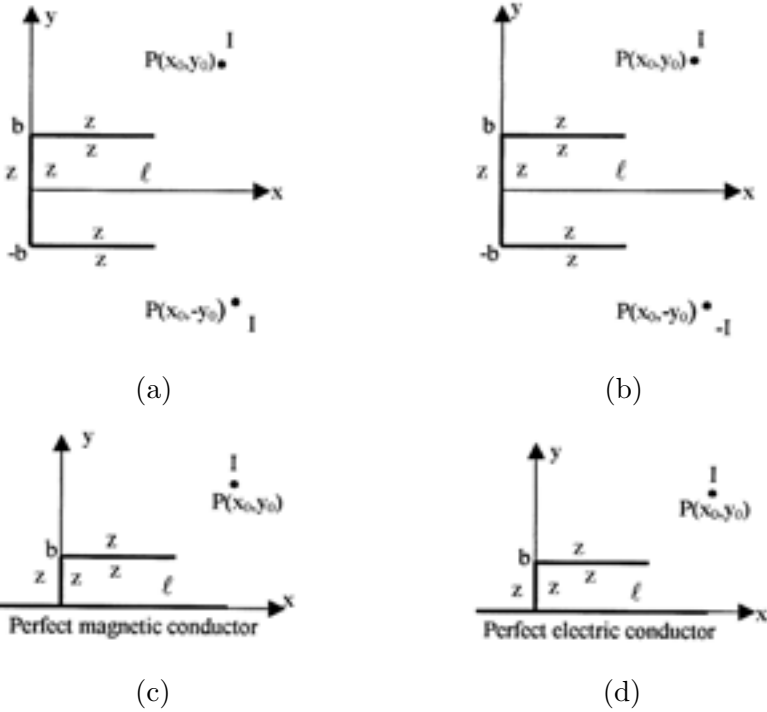 y
I
P(x₀,y₀)
b
z
z
z
z
ℓ
x
z
-b
z
P(x₀,-y₀)
I
(a)
y
I
P(x₀,y₀)
b
z
z
z
z
ℓ
x
z
-b
z
P(x₀,-y₀)
-I
(b)
y
I
P(x₀,y₀)
z
b
z
z
z
ℓ
x
Perfect magnetic conductor
(c)
y
I
P(x₀,y₀)
z
b
z
z
z
ℓ
x
Perfect electric conductor
(d)